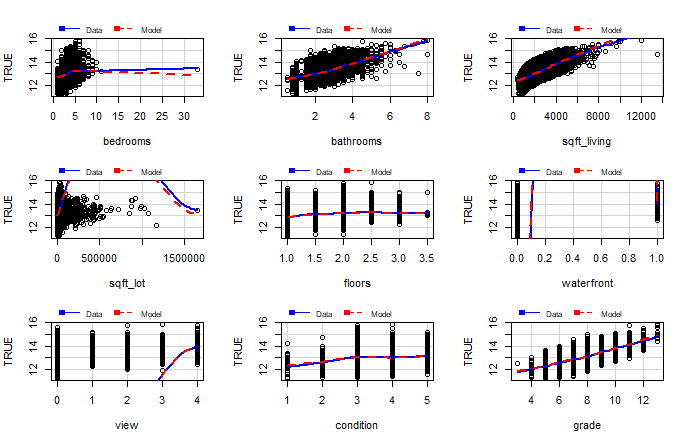 Data Model Data Model Data Model
TRUE 12 14 16 TRUE 12 14 16 TRUE 12 14 16
0 5 10 15 20 25 30 2 4 6 8 0 4000 8000 12000
bedrooms bathrooms sqft_living
Data Model Data Model Data Model
TRUE 12 14 16 TRUE 12 14 16 TRUE 12 14 16
0 500000 1500000 1.0 1.5 2.0 2.5 3.0 3.5 0.0 0.2 0.4 0.6 0.8 1.0
sqft_lot floors waterfront
Data Model Data Model Data Model
TRUE 12 14 16 TRUE 12 14 16 TRUE 12 14 16
0 1 2 3 4 1 2 3 4 5 4 6 8 10 12
view condition grade